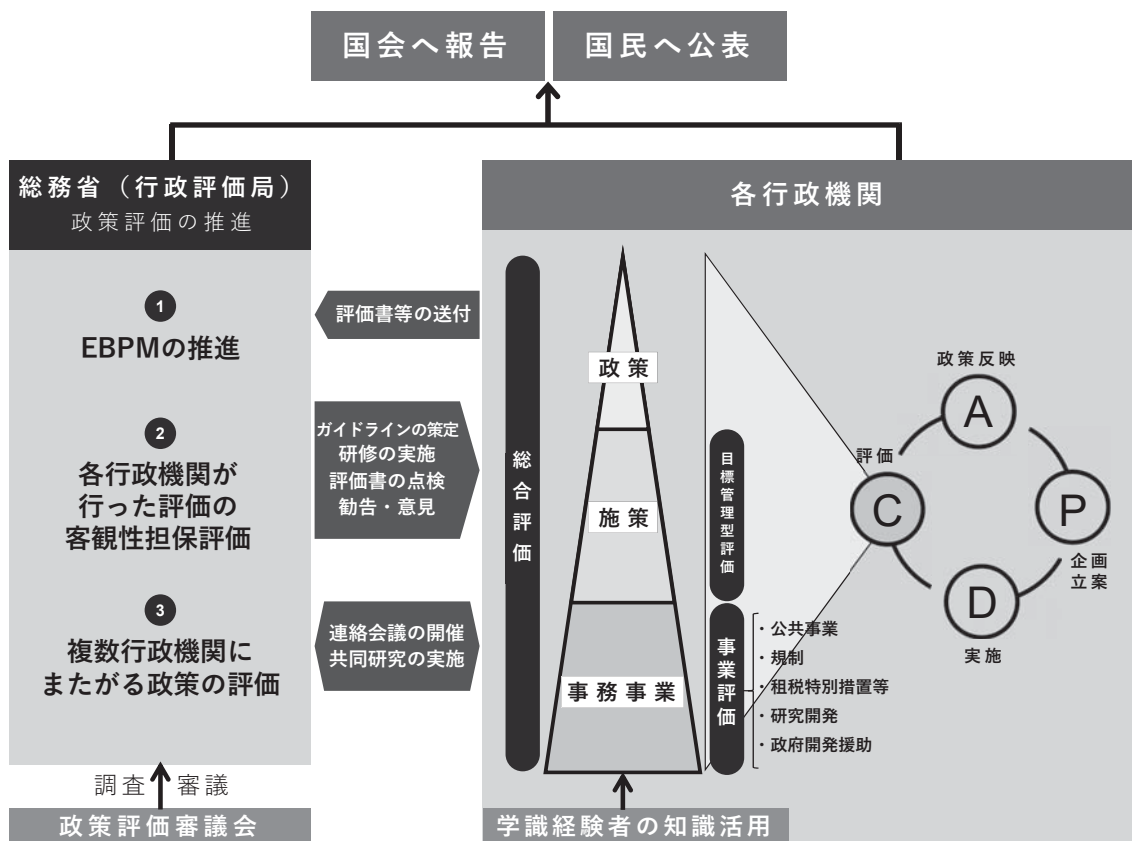 国会へ報告
国民へ公表
総務省（行政評価局）
政策評価の推進
1
EBPMの推進
2
各行政機関が
行った評価の
客観性担保評価
3
複数行政機関に
またがる政策の評価
調査
審議
政策評価審議会
評価書等の送付
ガイドラインの策定
研修の実施
評価書の点検
勧告・意見
連絡会議の開催
共同研究の実施
各行政機関
総合評価
政策
施策
事務事業
目標管理型評価
事業評価
・公共事業
・規制
・租税特別措置等
・研究開発
・政府開発援助
政策反映
A
評価
C
P
企画
立案
D
実施
学識経験者の知識活用